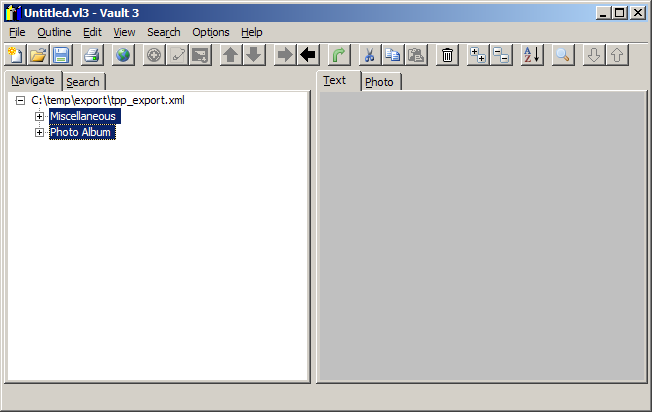 Untitled.vl3 - Vault 3
File Outline Edit View Search Options Help
Navigate Search
C:\temp\export\tpp_export.xml
Miscellaneous
Photo Album
Text Photo